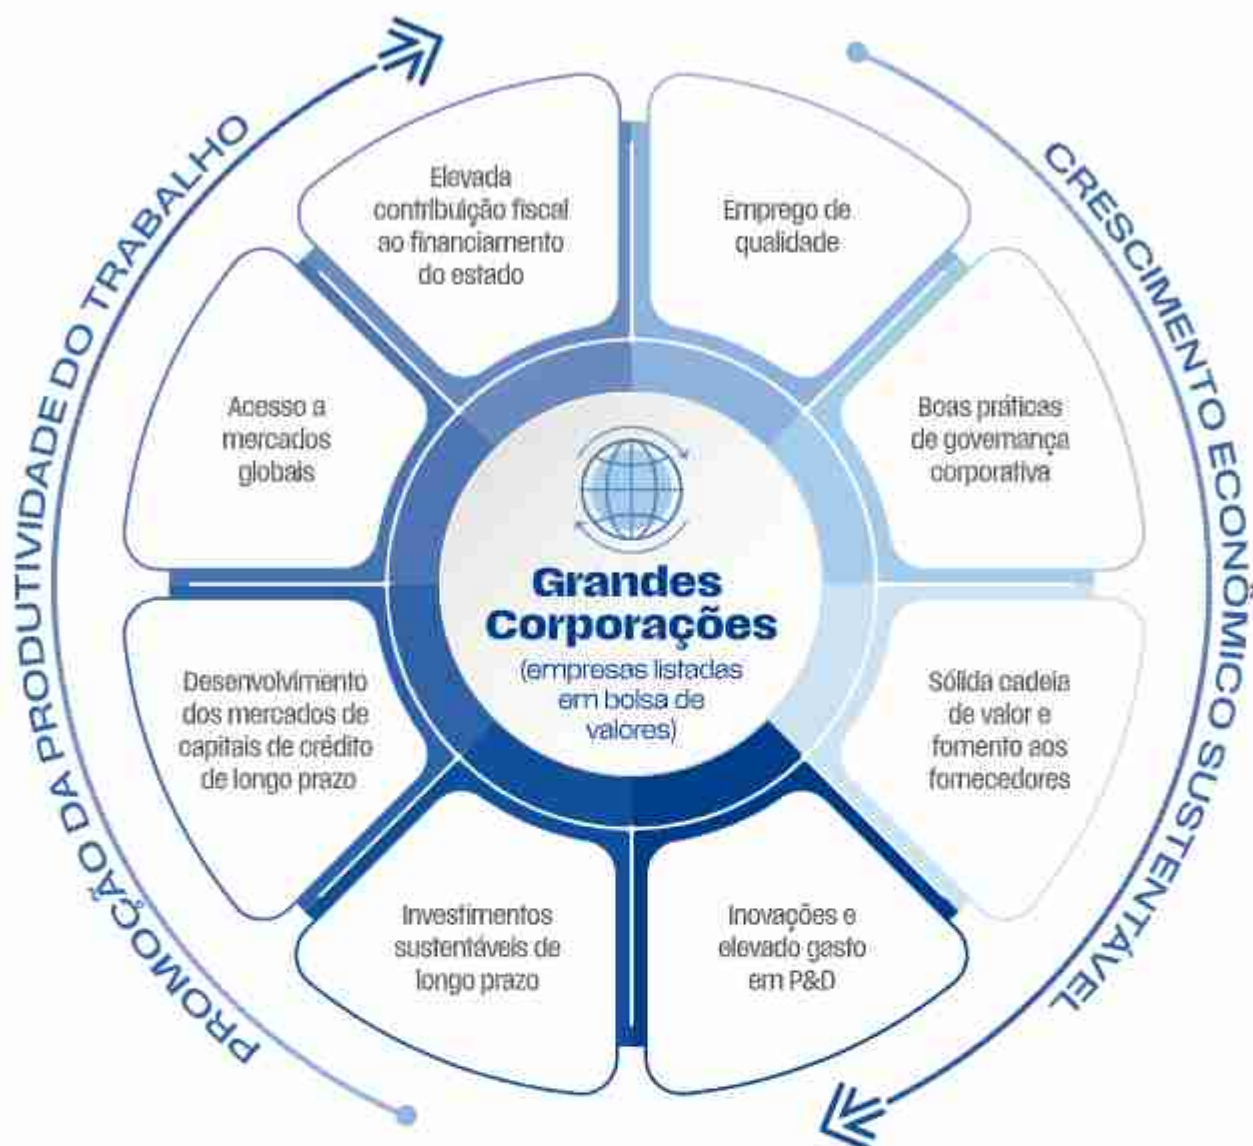 PROMOÇÃO DA PRODUTIVIDADE DO TRABALHO
CRESCIMENTO ECONÔMICO SUSTENTÁVEL
Grandes
Corporações
(empresas listadas
em bolsa de
valores)
Emprego de
qualidade
Boas práticas
de governança
corporativa
Sólida cadeia
de valor e
fomento aos
fornecedores
Inovações e
elevado gasto
em P&D
Investimentos
sustentáveis de
longo prazo
Desenvolvimento
dos mercados de
capitais de crédito
de longo prazo
Acesso a
mercados
globais
Elevada
contribuição fiscal
ao financiamento
do estado